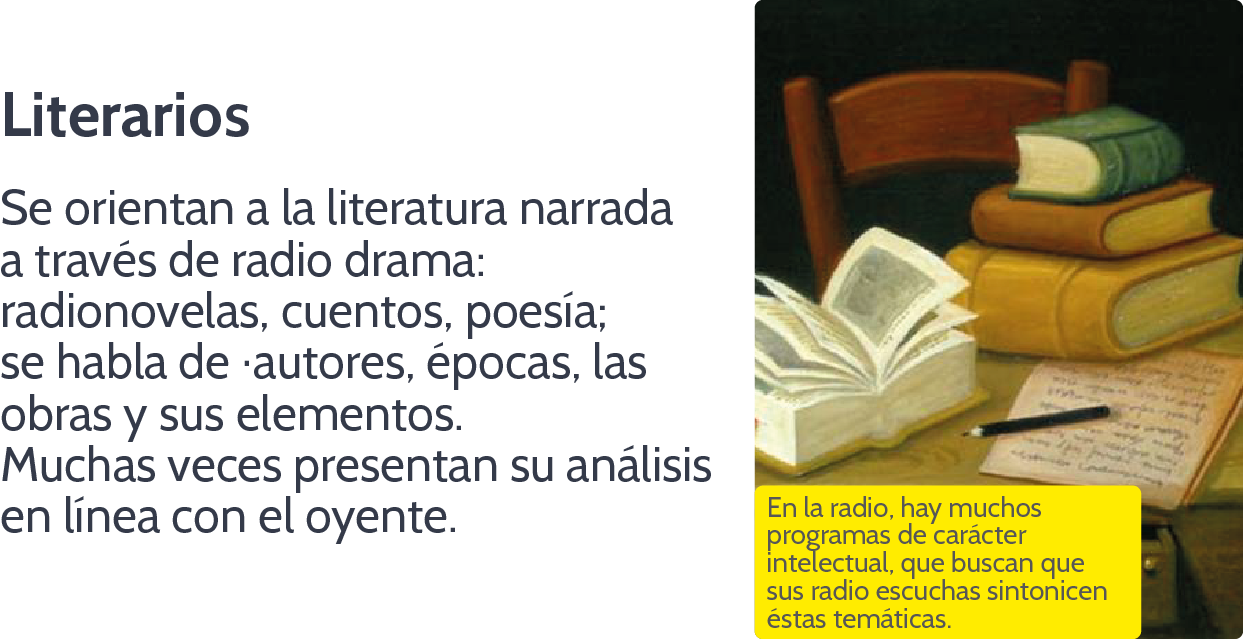 Literarios
Se orientan a la literatura narrada
a través de radio drama:
radionovelas, cuentos, poesía;
se habla de ·autores, épocas, las
obras y sus elementos.
Muchas veces presentan su análisis
en línea con el oyente.
En la radio, hay muchos
programas de carácter
intelectual, que buscan que
sus radio escuchas sintonicen
éstas temáticas.